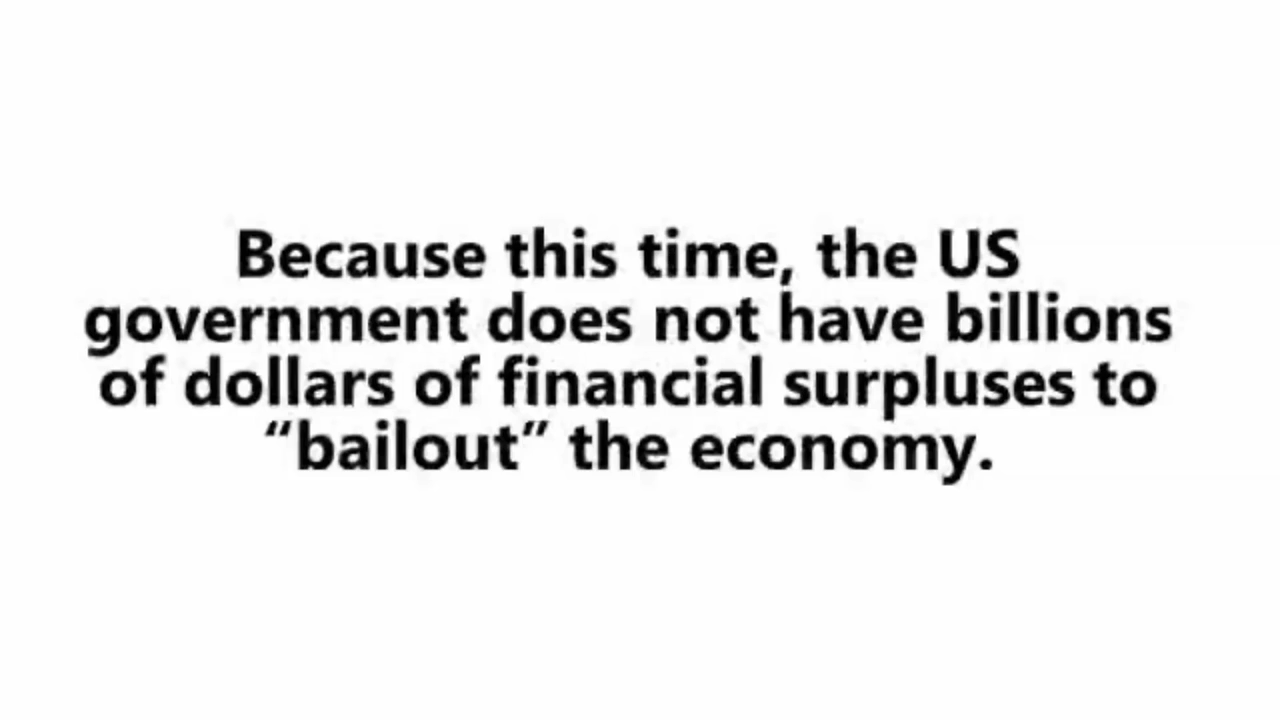 Because this time, the US
government does not have billions
of dollars of financial surpluses to
“bailout” the economy.